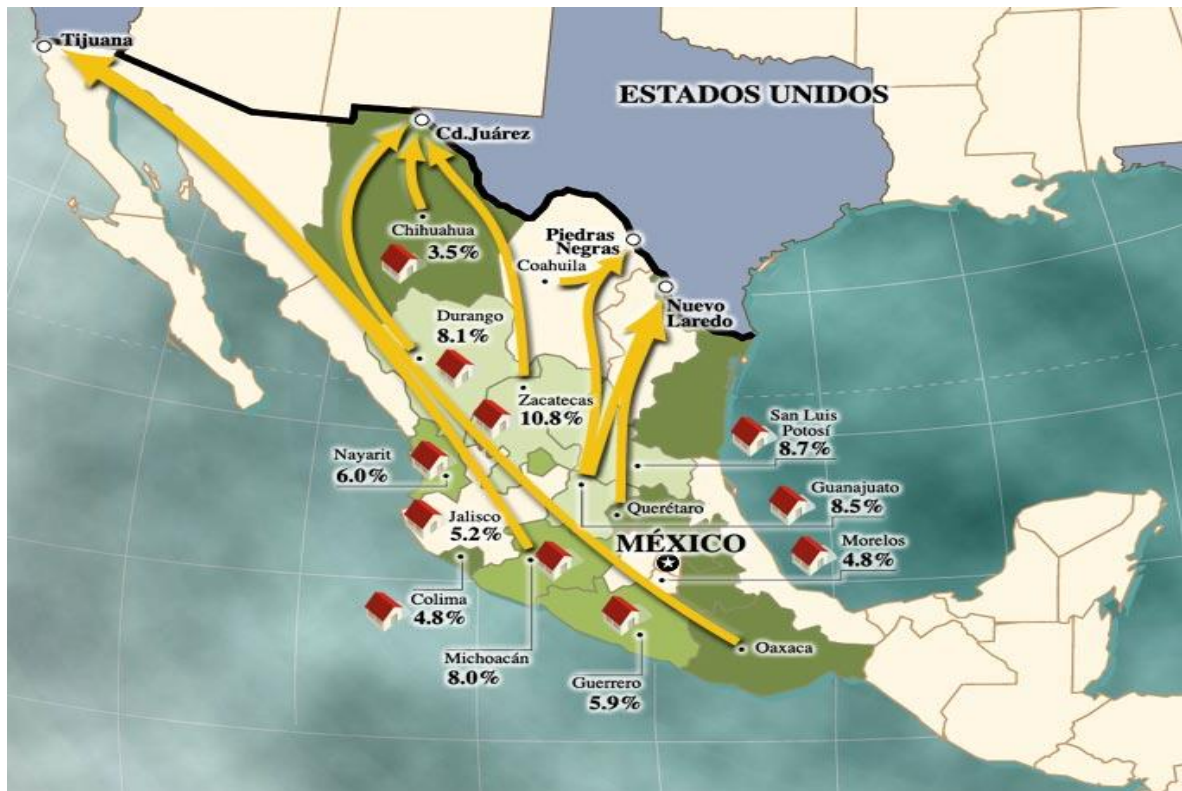 Tijuana
ESTADOS UNIDOS
Cd.Juárez
Chihuahua
3.5%
Piedras
Negras
Coahuila
Nuevo
Laredo
Durango
8.1%
Zacatecas
10.8%
San Luis
Potosí
8.7%
Nayarit
6.0%
Guanajuato
8.5%
Jalisco
5.2%
Querétaro
MÉXICO
Morelos
4.8%
Colima
4.8%
Michoacán
8.0%
Oaxaca
Guerrero
5.9%